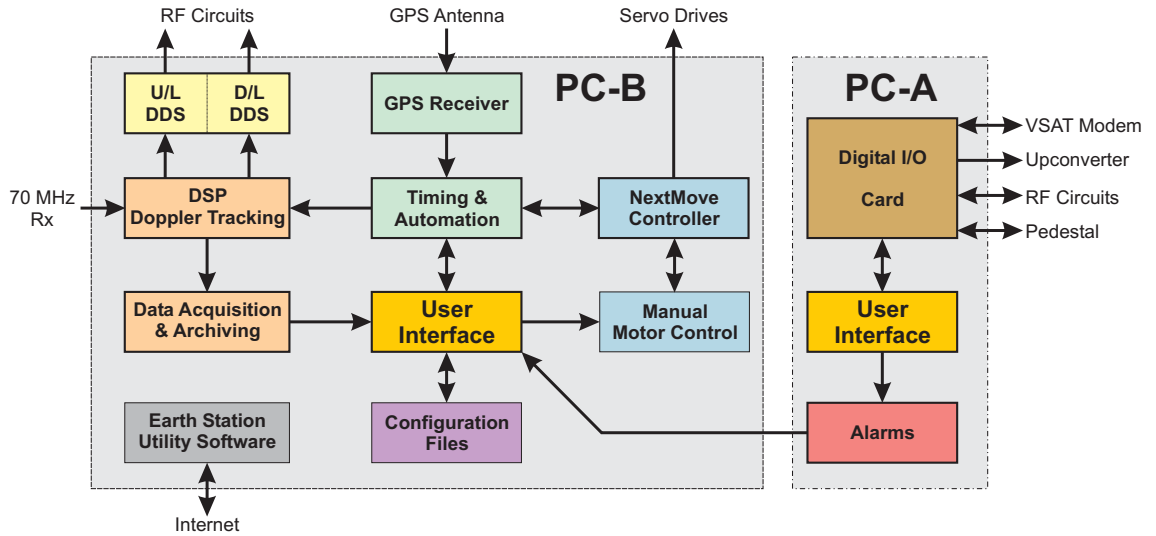 RF Circuits
GPS Antenna
Servo Drives
PC-B
PC-A
U/L
DDS
D/L
DDS
GPS Receiver
Digital I/O
Card
VSAT Modem
Upconverter
RF Circuits
Pedestal
70 MHz
Rx
DSP
Doppler Tracking
Timing &
Automation
NextMove
Controller
Data Acquisition
& Archiving
User
Interface
Manual
Motor Control
User
Interface
Earth Station
Utility Software
Configuration
Files
Alarms
Internet